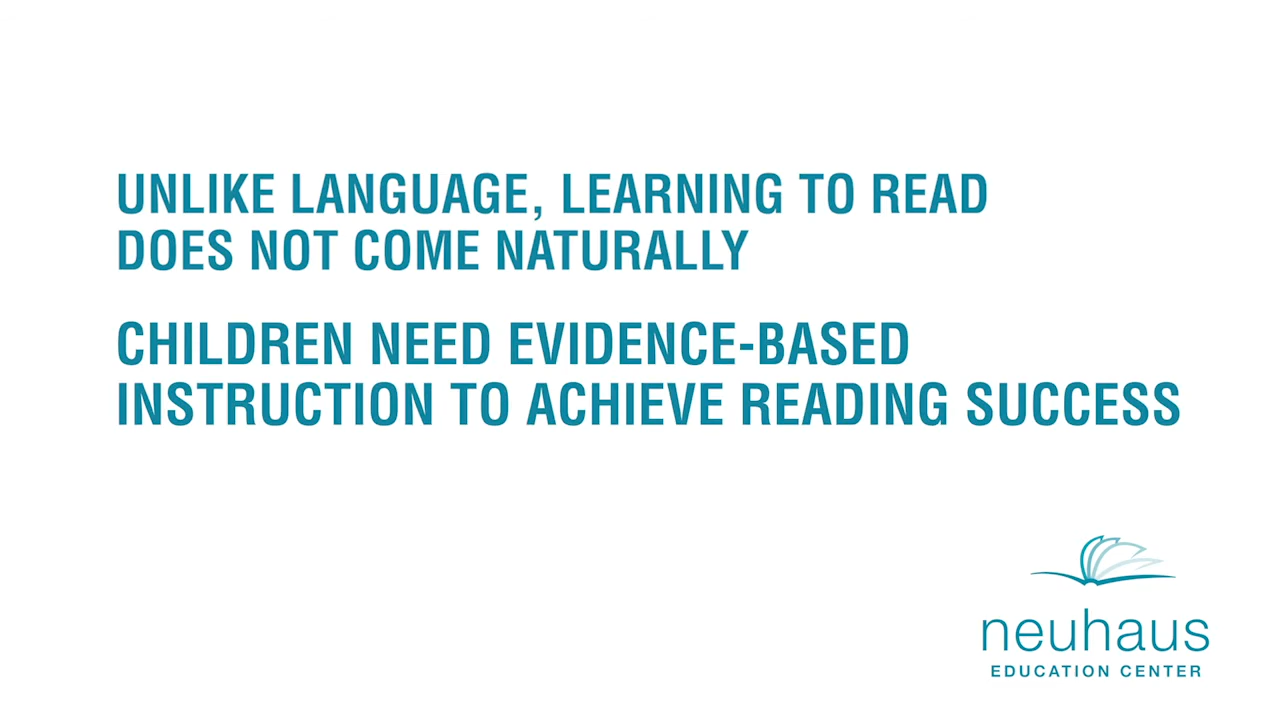 UNLIKE LANGUAGE, LEARNING TO READ
DOES NOT COME NATURALLY
CHILDREN NEED EVIDENCE-BASED
INSTRUCTION TO ACHIEVE READING SUCCESS
neuhaus
EDUCATION CENTER